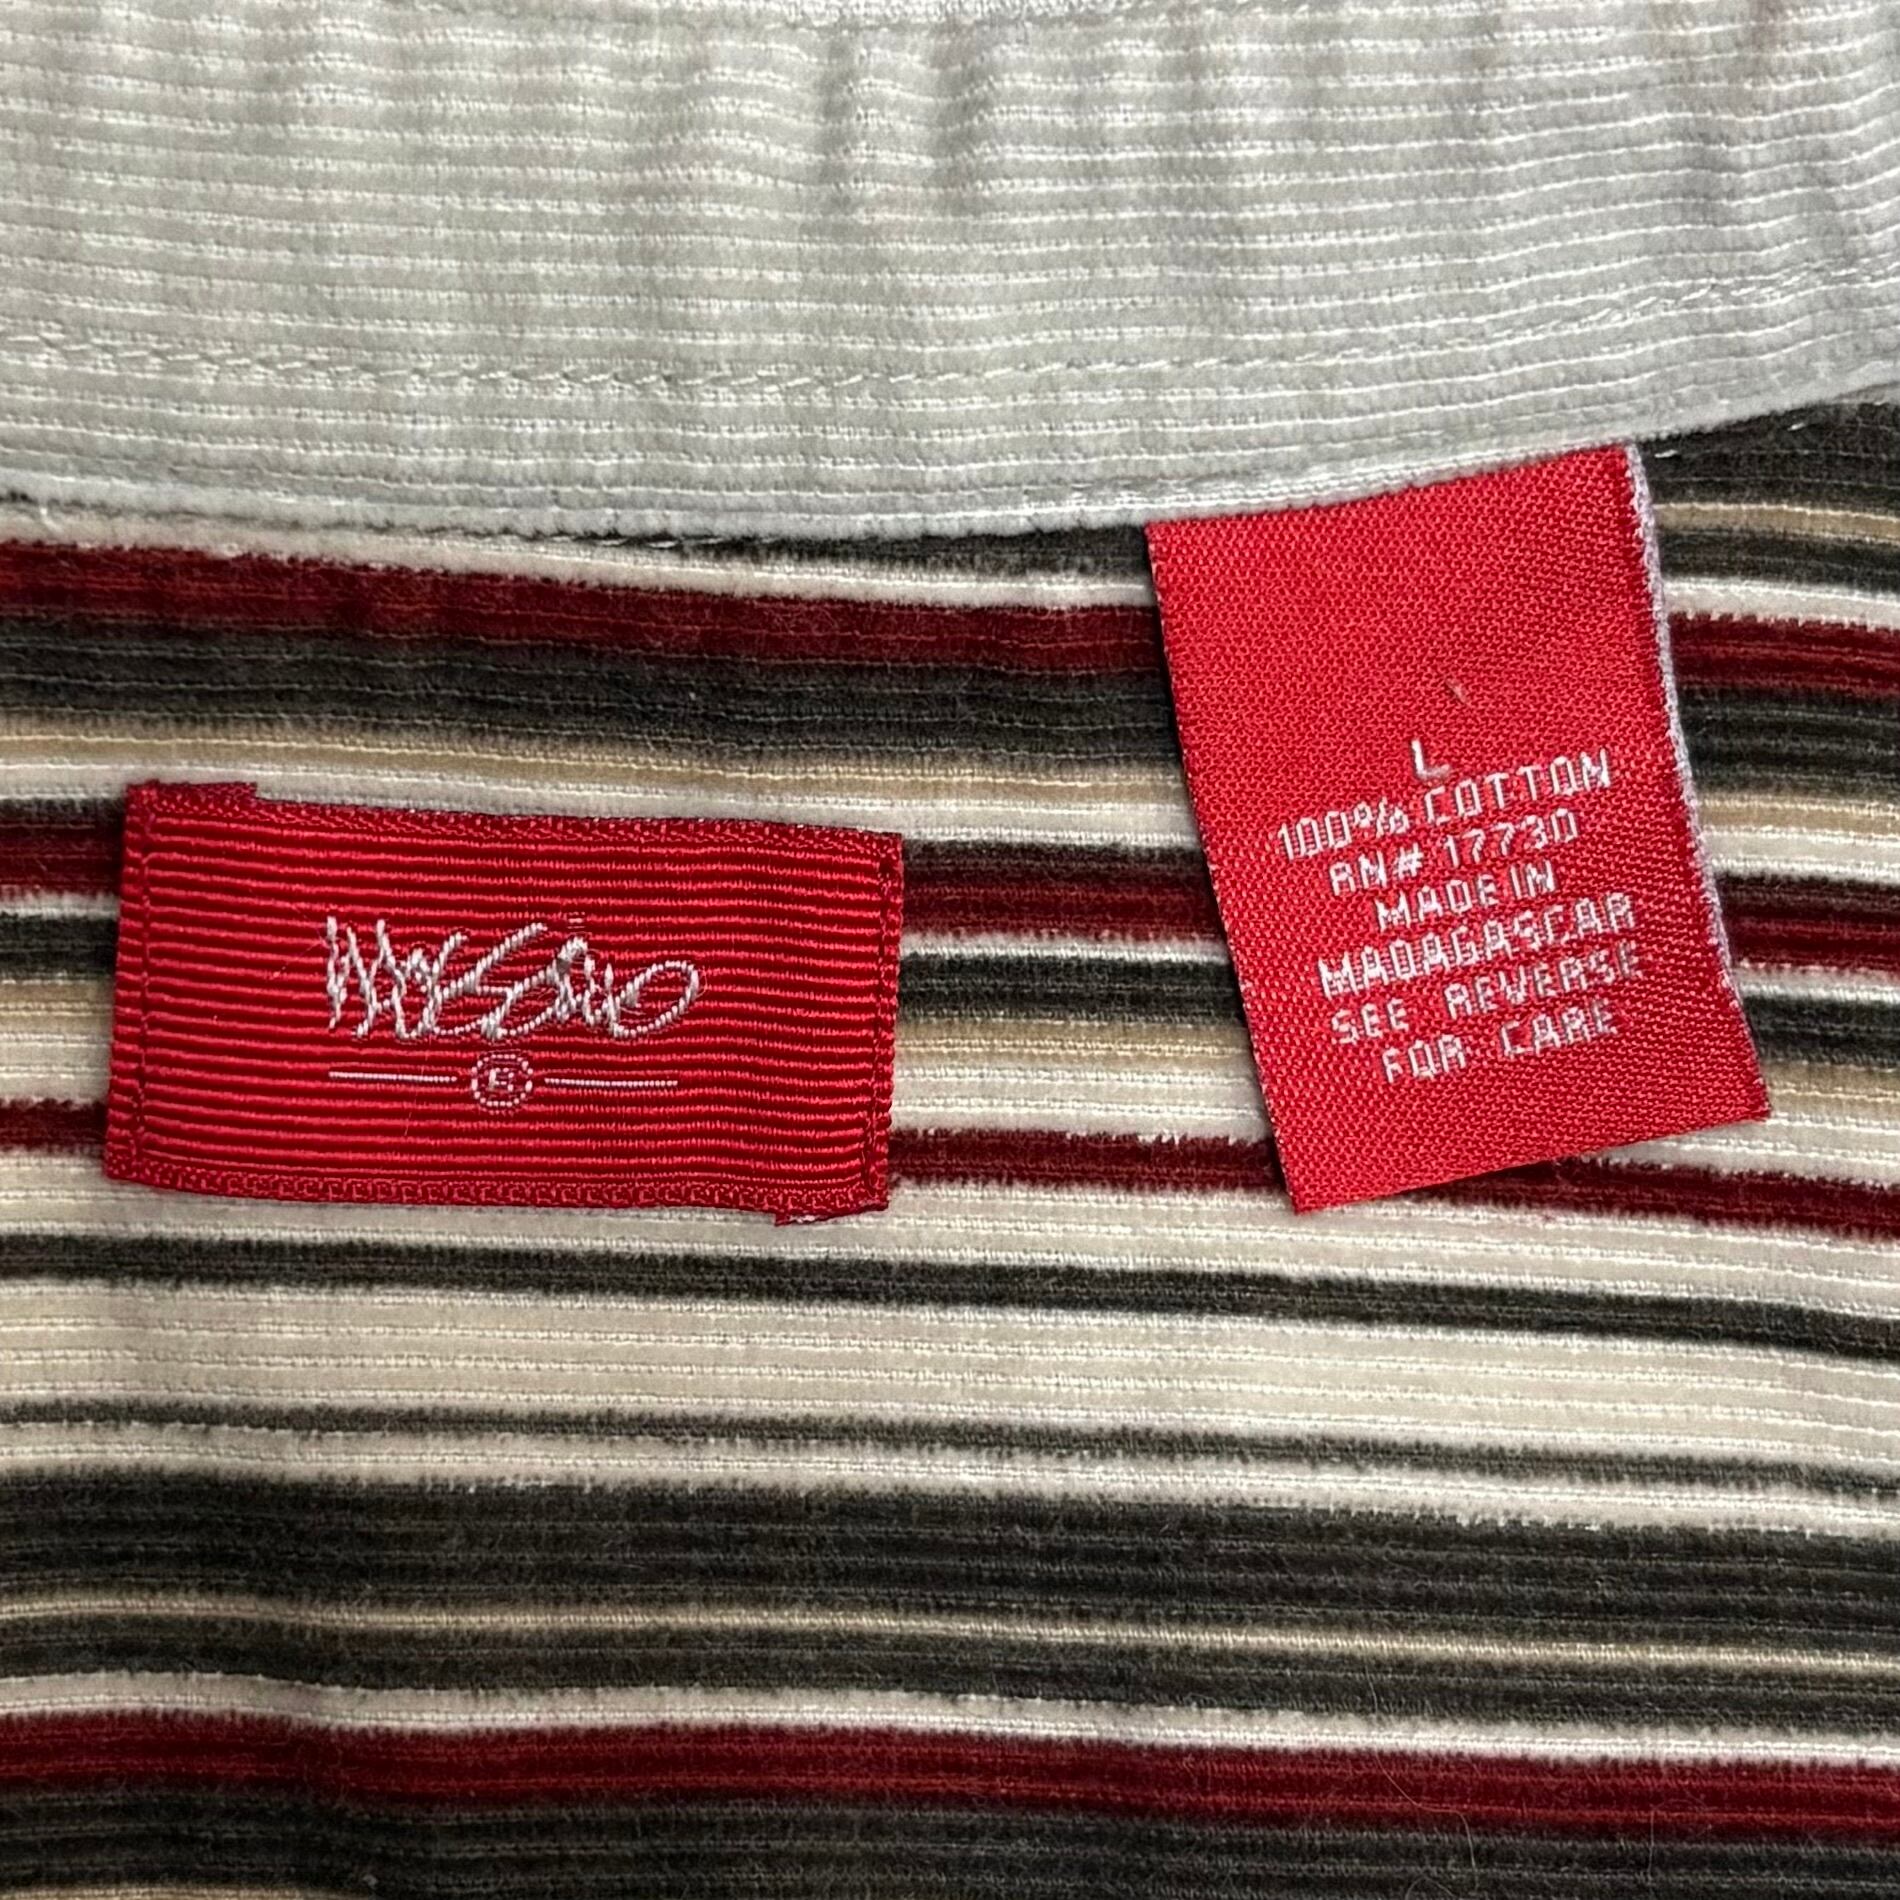 Mossimo
L
100% COTTON
RN# 17730
MADE IN
MADAGASCAR
SEE REVERSE
FOR CARE